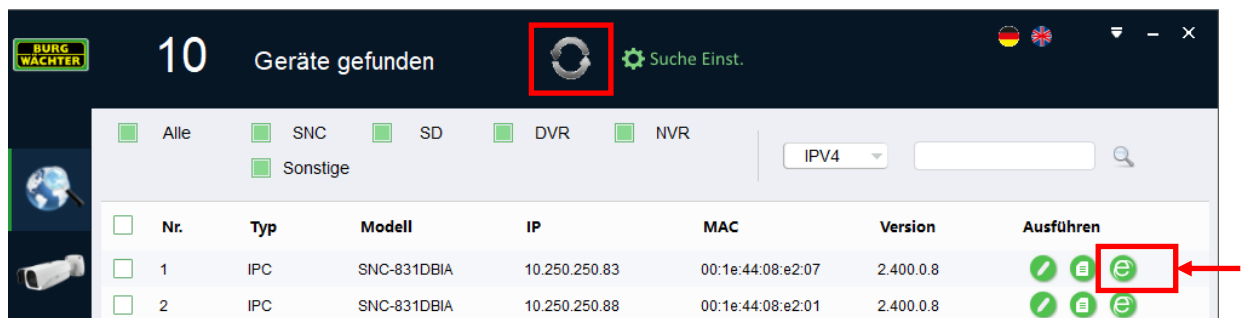 BURG
WÄCHTER
10 Geräte gefunden Suche Einst.
Alle SNC SD DVR NVR
Sonstige
IPV4
Nr. Typ Modell IP MAC Version Ausführen
1 IPC SNC-831DBIA 10.250.250.83 00:1e:44:08:e2:07 2.400.0.8
2 IPC SNC-831DBIA 10.250.250.88 00:1e:44:08:e2:01 2.400.0.8